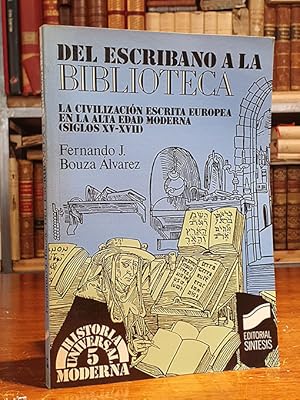 DEL ESCRIBANO A LA
BIBLIOTECA
LA CIVILIZACIÓN ESCRITA EUROPEA
EN LA ALTA EDAD MODERNA
(SIGLOS XV-XVII)
Fernando J.
Bouza Álvarez
HISTORIA
UNIVERSAL
5
MODERNA
EDITORIAL
SINTESIS